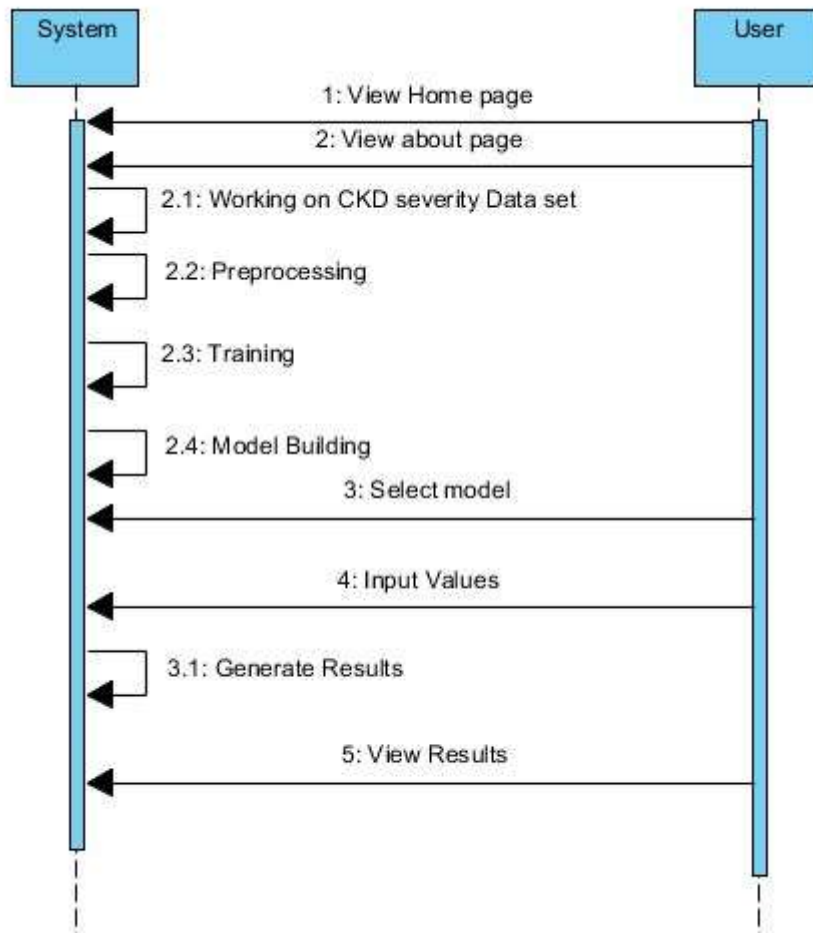 System
User
1: View Home page
2: View about page
2.1: Working on CKD severity Data set
2.2: Preprocessing
2.3: Training
2.4: Model Building
3: Select model
4: Input Values
3.1: Generate Results
5: View Results